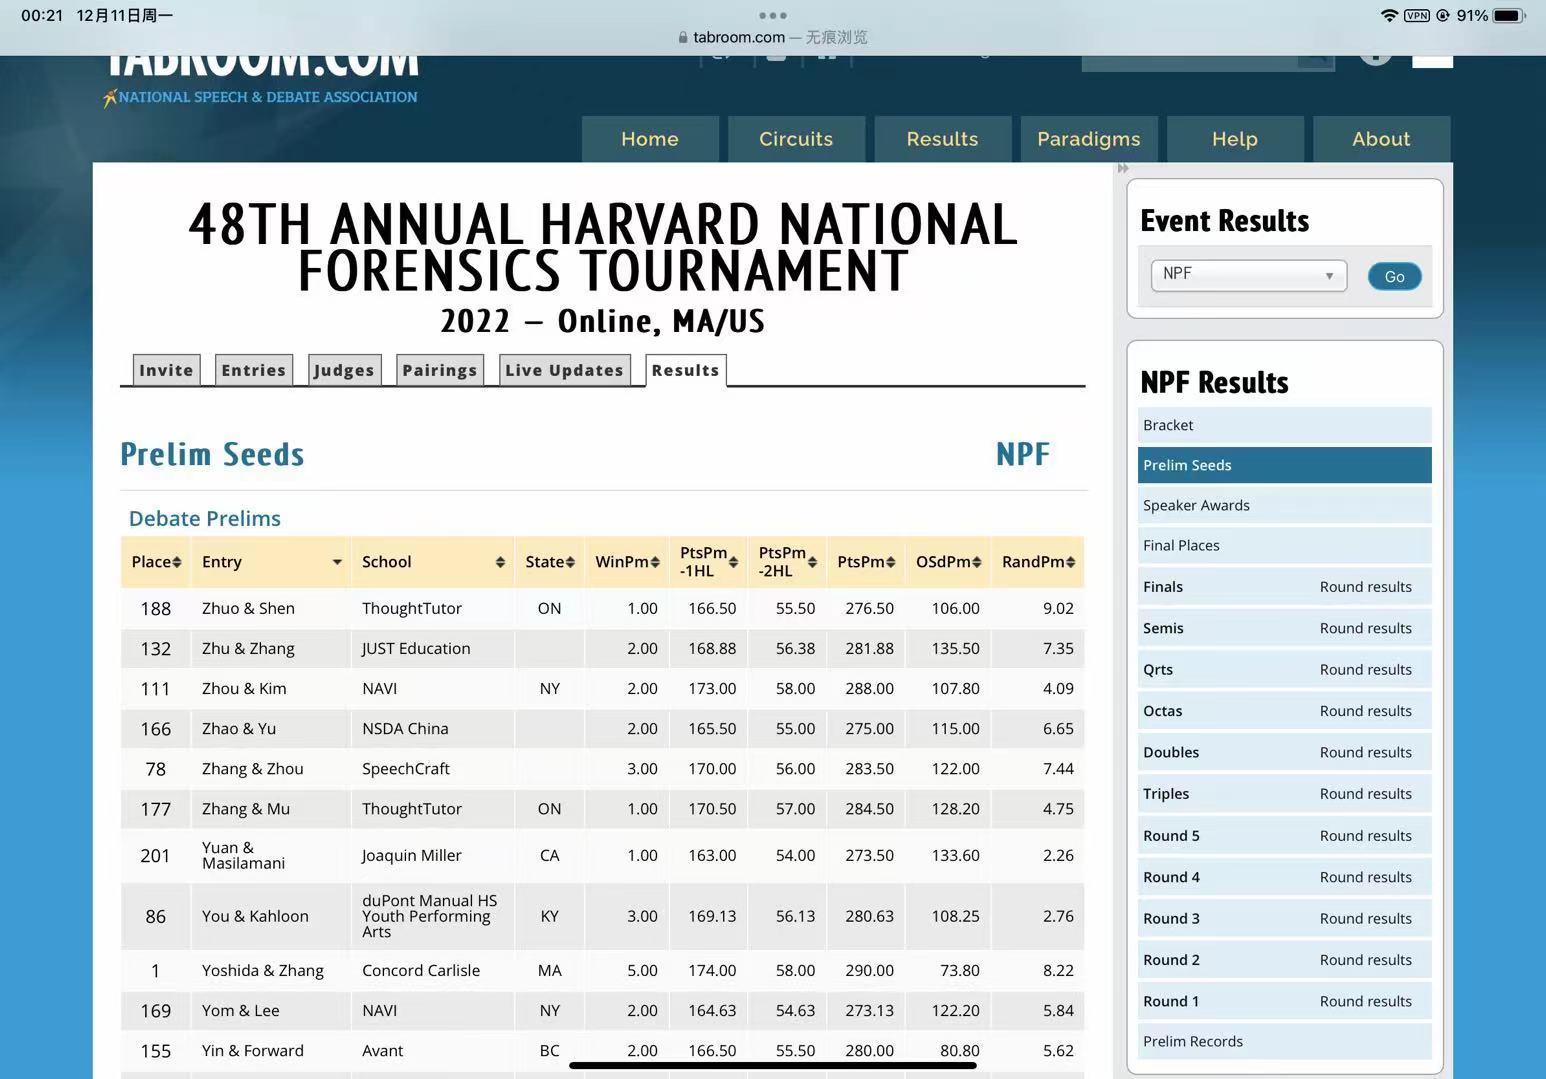 00:21 12月11日周一
91%
VPN
tabroom.com — 无痕浏览
TABROOM.COM
NATIONAL SPEECH & DEBATE ASSOCIATION
Home Circuits Results Paradigms Help About
48TH ANNUAL HARVARD NATIONAL
FORENSICS TOURNAMENT
2022 — Online, MA/US
Invite Entries Judges Pairings Live Updates Results
Prelim Seeds NPF
Debate Prelims
Place Entry School State WinPm PtsPm -1HL PtsPm -2HL PtsPm OSdPm RandPm
188 Zhuo & Shen ThoughtTutor ON 1.00 166.50 55.50 276.50 106.00 9.02
132 Zhu & Zhang JUST Education 2.00 168.88 56.38 281.88 135.50 7.35
111 Zhou & Kim NAVI NY 2.00 173.00 58.00 288.00 107.80 4.09
166 Zhao & Yu NSDA China 2.00 165.50 55.00 275.00 115.00 6.65
78 Zhang & Zhou SpeechCraft 3.00 170.00 56.00 283.50 122.00 7.44
177 Zhang & Mu ThoughtTutor ON 1.00 170.50 57.00 284.50 128.20 4.75
201 Yuan & Masilamani Joaquin Miller CA 1.00 163.00 54.00 273.50 133.60 2.26
86 You & Kahloon duPont Manual HS Youth Performing Arts KY 3.00 169.13 56.13 280.63 108.25 2.76
1 Yoshida & Zhang Concord Carlisle MA 5.00 174.00 58.00 290.00 73.80 8.22
169 Yom & Lee NAVI NY 2.00 164.63 54.63 273.13 122.20 5.84
155 Yin & Forward Avant BC 2.00 166.50 55.50 280.00 80.80 5.62
Event Results
NPF Go
NPF Results
Bracket
Prelim Seeds
Speaker Awards
Final Places
Finals Round results
Semis Round results
Qrts Round results
Octas Round results
Doubles Round results
Triples Round results
Round 5 Round results
Round 4 Round results
Round 3 Round results
Round 2 Round results
Round 1 Round results
Prelim Records